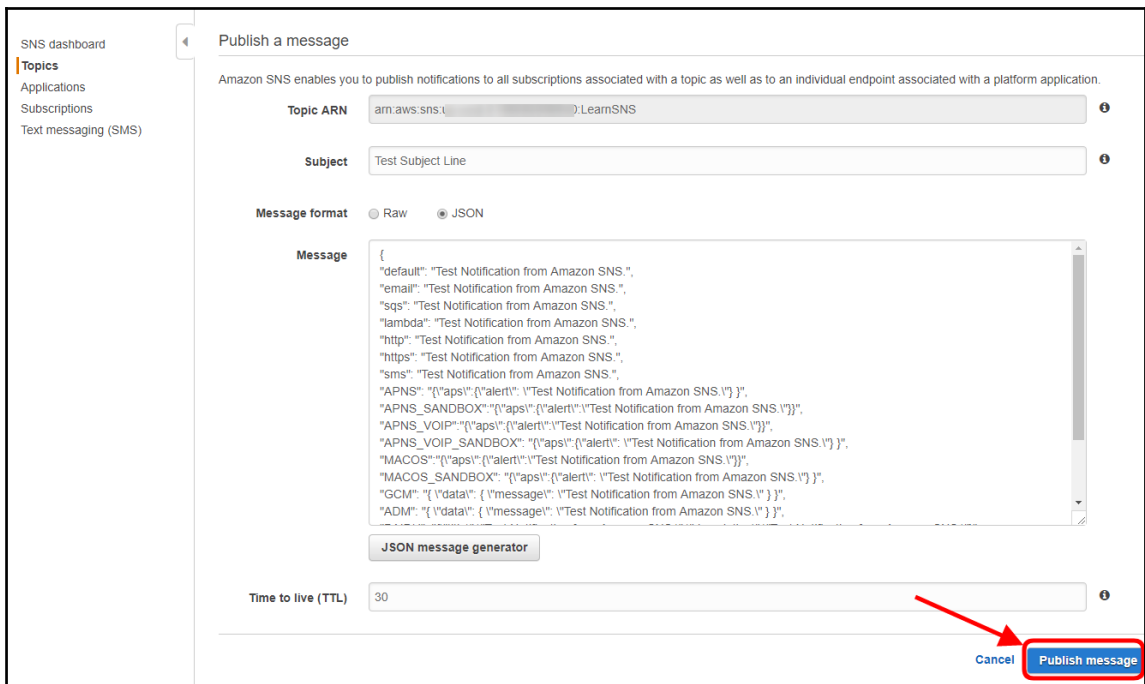 SNS dashboard
Topics
Applications
Subscriptions
Text messaging (SMS)
Publish a message
Amazon SNS enables you to publish notifications to all subscriptions associated with a topic as well as to an individual endpoint associated with a platform application.
Topic ARN arn:aws:sns: :LearnSNS
Subject Test Subject Line
Message format Raw JSON
Message {
"default": "Test Notification from Amazon SNS.",
"email": "Test Notification from Amazon SNS.",
"sqs": "Test Notification from Amazon SNS.",
"lambda": "Test Notification from Amazon SNS.",
"http": "Test Notification from Amazon SNS.",
"https": "Test Notification from Amazon SNS.",
"sms": "Test Notification from Amazon SNS.",
"APNS": "{\"aps\":{\"alert\": \"Test Notification from Amazon SNS.\"} }",
"APNS_SANDBOX":"{\"aps\":{\"alert\":\"Test Notification from Amazon SNS.\"}}",
"APNS_VOIP":"{\"aps\":{\"alert\":\"Test Notification from Amazon SNS.\"}}",
"APNS_VOIP_SANDBOX": "{\"aps\":{\"alert\": \"Test Notification from Amazon SNS.\"} }",
"MACOS":"{\"aps\":{\"alert\":\"Test Notification from Amazon SNS.\"}}",
"MACOS_SANDBOX": "{\"aps\":{\"alert\": \"Test Notification from Amazon SNS.\"} }",
"GCM": "{ \"data\": { \"message\": \"Test Notification from Amazon SNS.\" } }",
"ADM": "{ \"data\": { \"message\": \"Test Notification from Amazon SNS.\" } }",
JSON message generator
Time to live (TTL) 30
Cancel Publish message